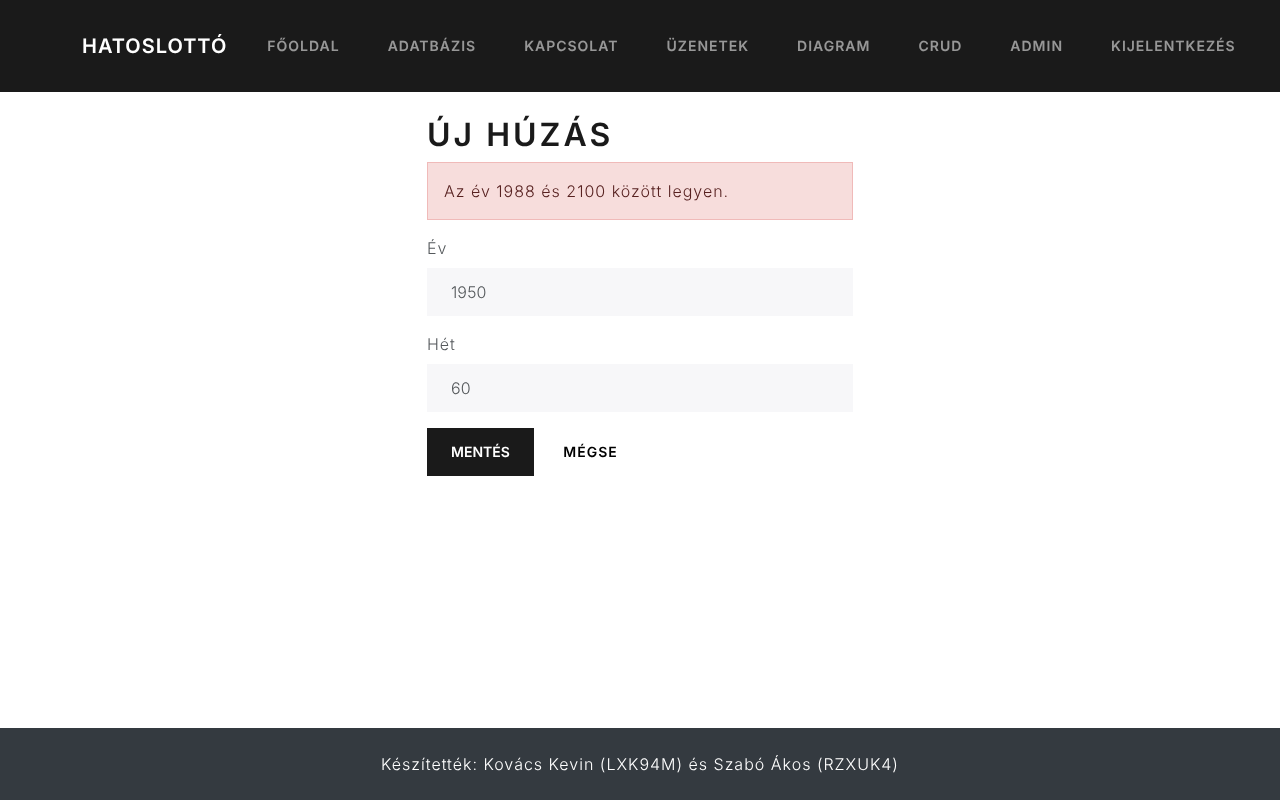 HATOSLOTTÓ FŐOLDAL ADATBÁZIS KAPCSOLAT ÜZENETEK DIAGRAM CRUD ADMIN KIJELENTKEZÉS
ÚJ HÚZÁS
Az év 1988 és 2100 között legyen.
Év
1950
Hét
60
MENTÉS MÉGSE
Készítették: Kovács Kevin (LXK94M) és Szabó Ákos (RZXUK4)